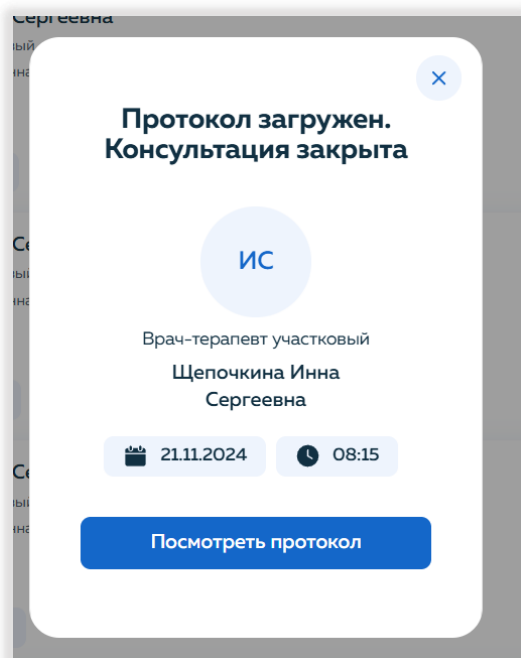 Сергеевна
Протокол загружен.
Консультация закрыта
ИС
Врач-терапевт участковый
Щепочкина Инна
Сергеевна
21.11.2024
08:15
Посмотреть протокол